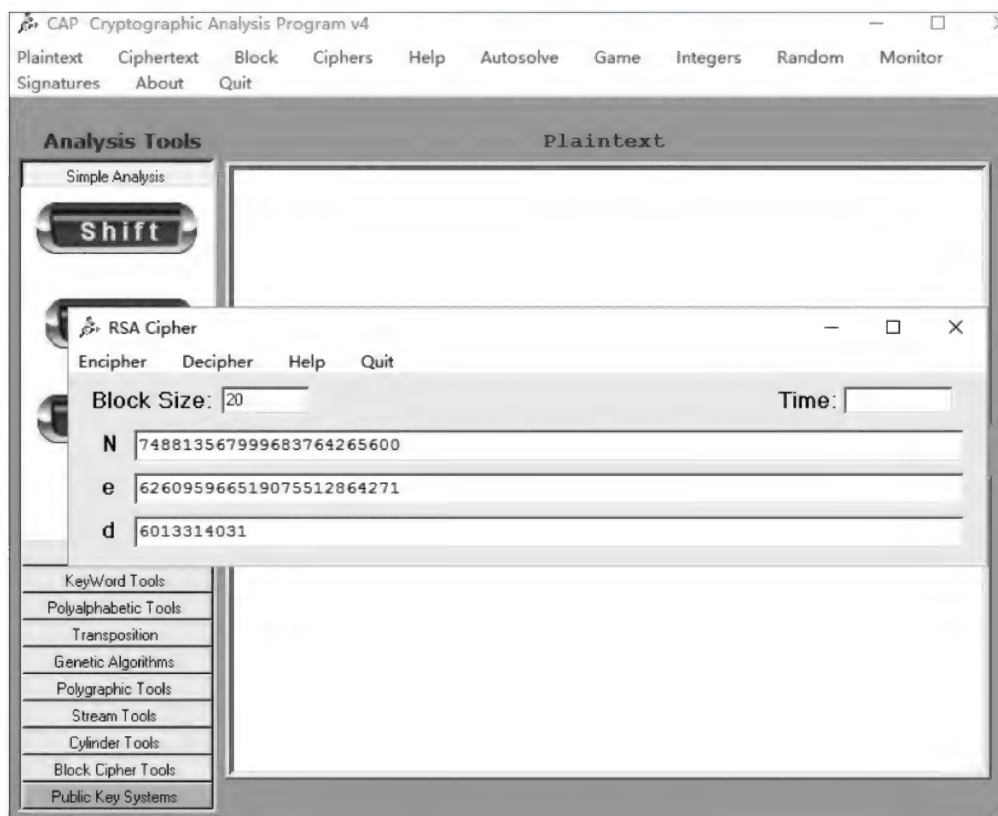 CAP Cryptographic Analysis Program v4
Plaintext Ciphertext Block Ciphers Help Autosolve Game Integers Random Monitor
Signatures About Quit
Analysis Tools
Plaintext
Simple Analysis
Shift
RSA Cipher
Encipher Decipher Help Quit
Block Size: 20
Time:
N 7488135679996837642656​00
e 626095966519075512864271
d 6013314031
KeyWord Tools
Polyalphabetic Tools
Transposition
Genetic Algorithms
Polygraphic Tools
Stream Tools
Cylinder Tools
Block Cipher Tools
Public Key Systems